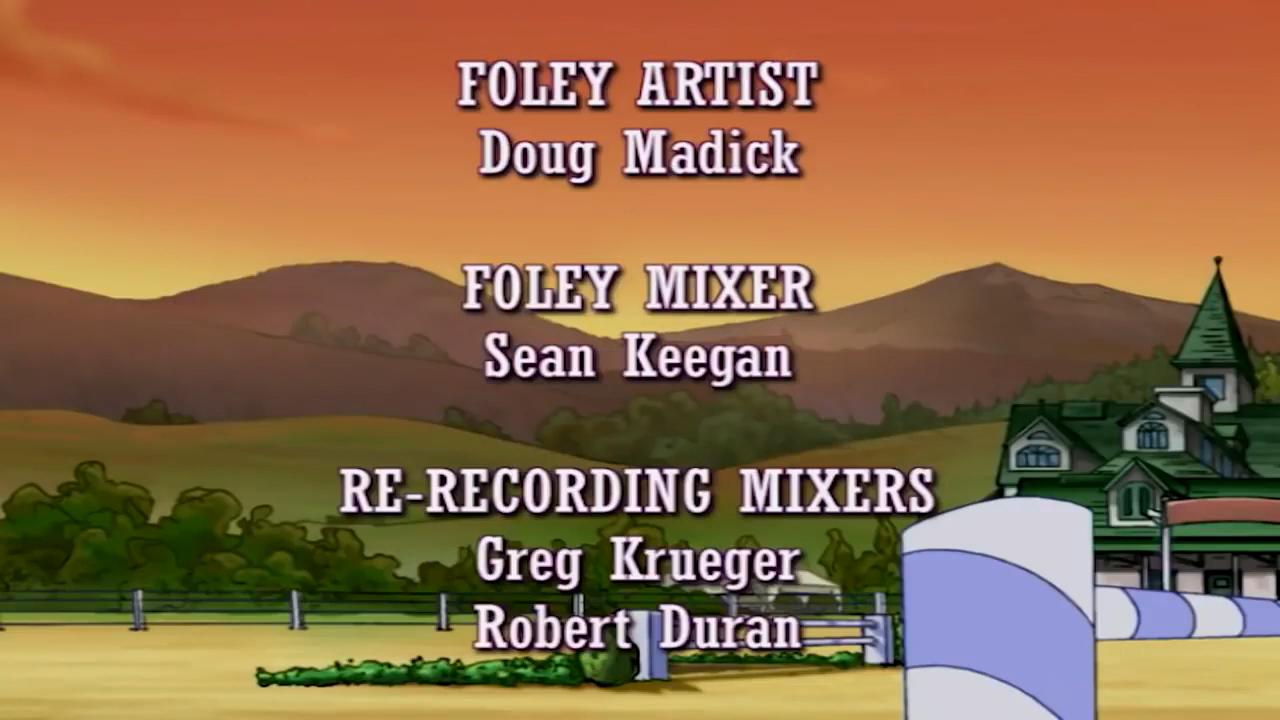 FOLEY ARTIST
Doug Madick
FOLEY MIXER
Sean Keegan
RE-RECORDING MIXERS
Greg Krueger
Robert Duran